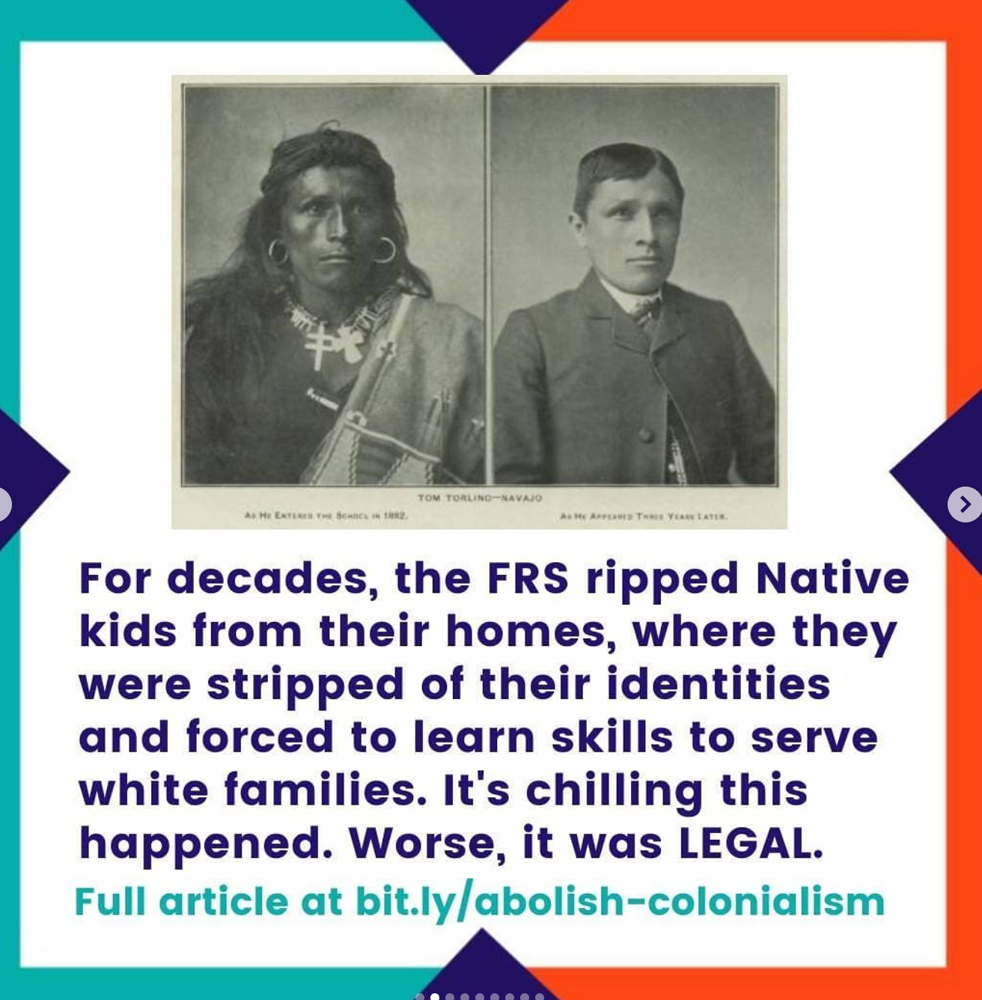 TOM TORLINO—NAVAJO
AS HE ENTERED THE SCHOOL IN 1882.
AS HE APPEARED THREE YEARS LATER.
For decades, the FRS ripped Native
kids from their homes, where they
were stripped of their identities
and forced to learn skills to serve
white families. It's chilling this
happened. Worse, it was LEGAL.
Full article at bit.ly/abolish-colonialism